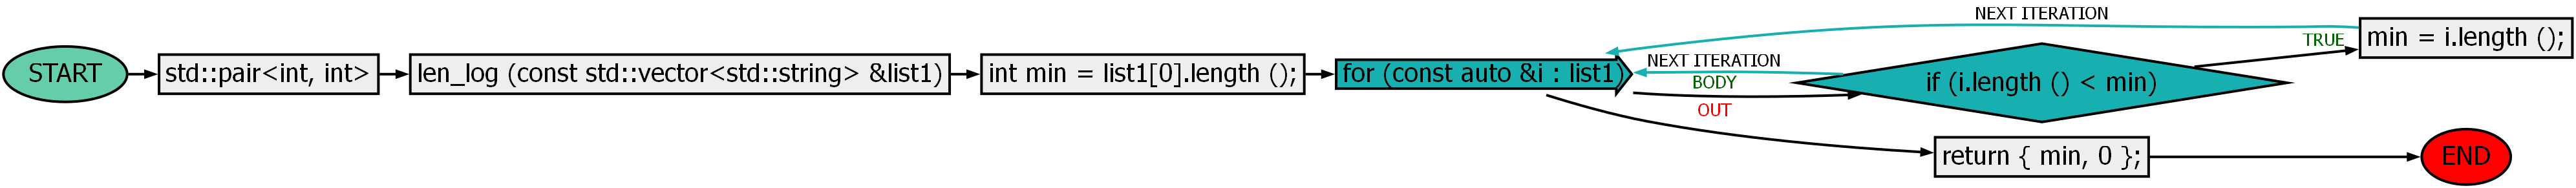 START
std::pair<int, int>
len_log (const std::vector<std::string> &list1)
int min = list1[0].length ();
for (const auto &i : list1)
NEXT ITERATION
NEXT ITERATION
BODY
OUT
if (i.length () < min)
TRUE
min = i.length ();
return { min, 0 };
END